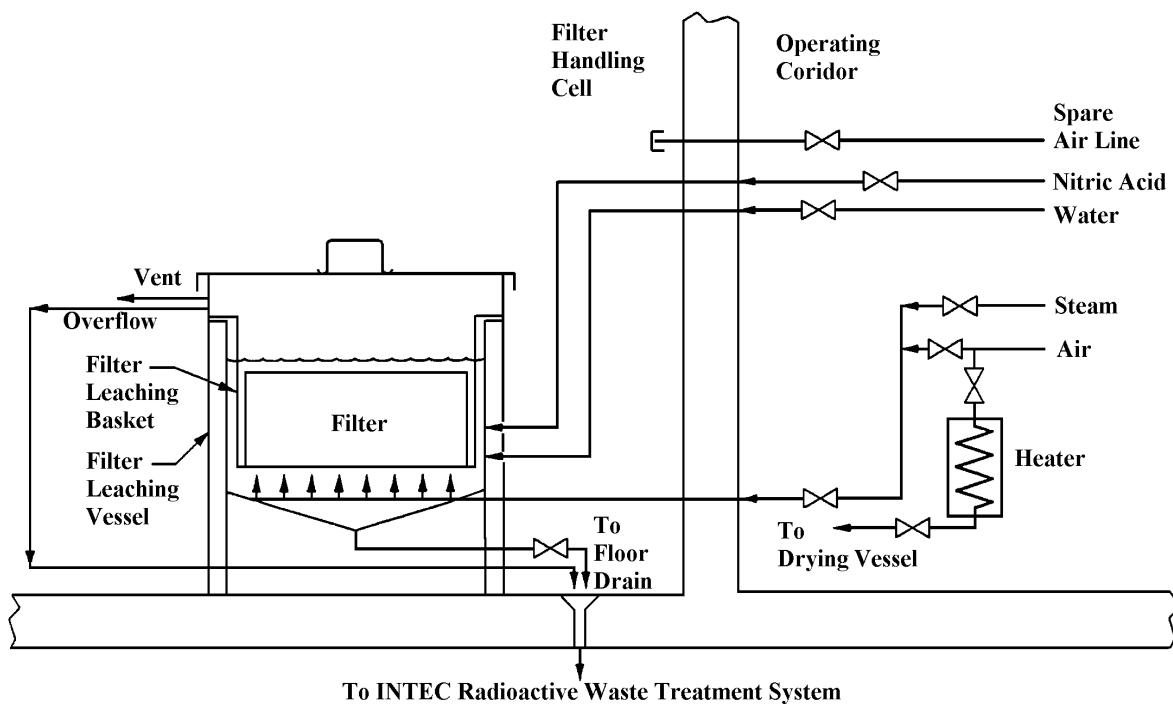 Filter
Handling
Cell
Operating
Coridor
Spare
Air Line
Nitric Acid
Water
Vent
Overflow
Steam
Air
Filter
Leaching
Basket
Filter
Heater
Filter
Leaching
Vessel
To
Floor
Drain
To
Drying Vessel
To INTEC Radioactive Waste Treatment System